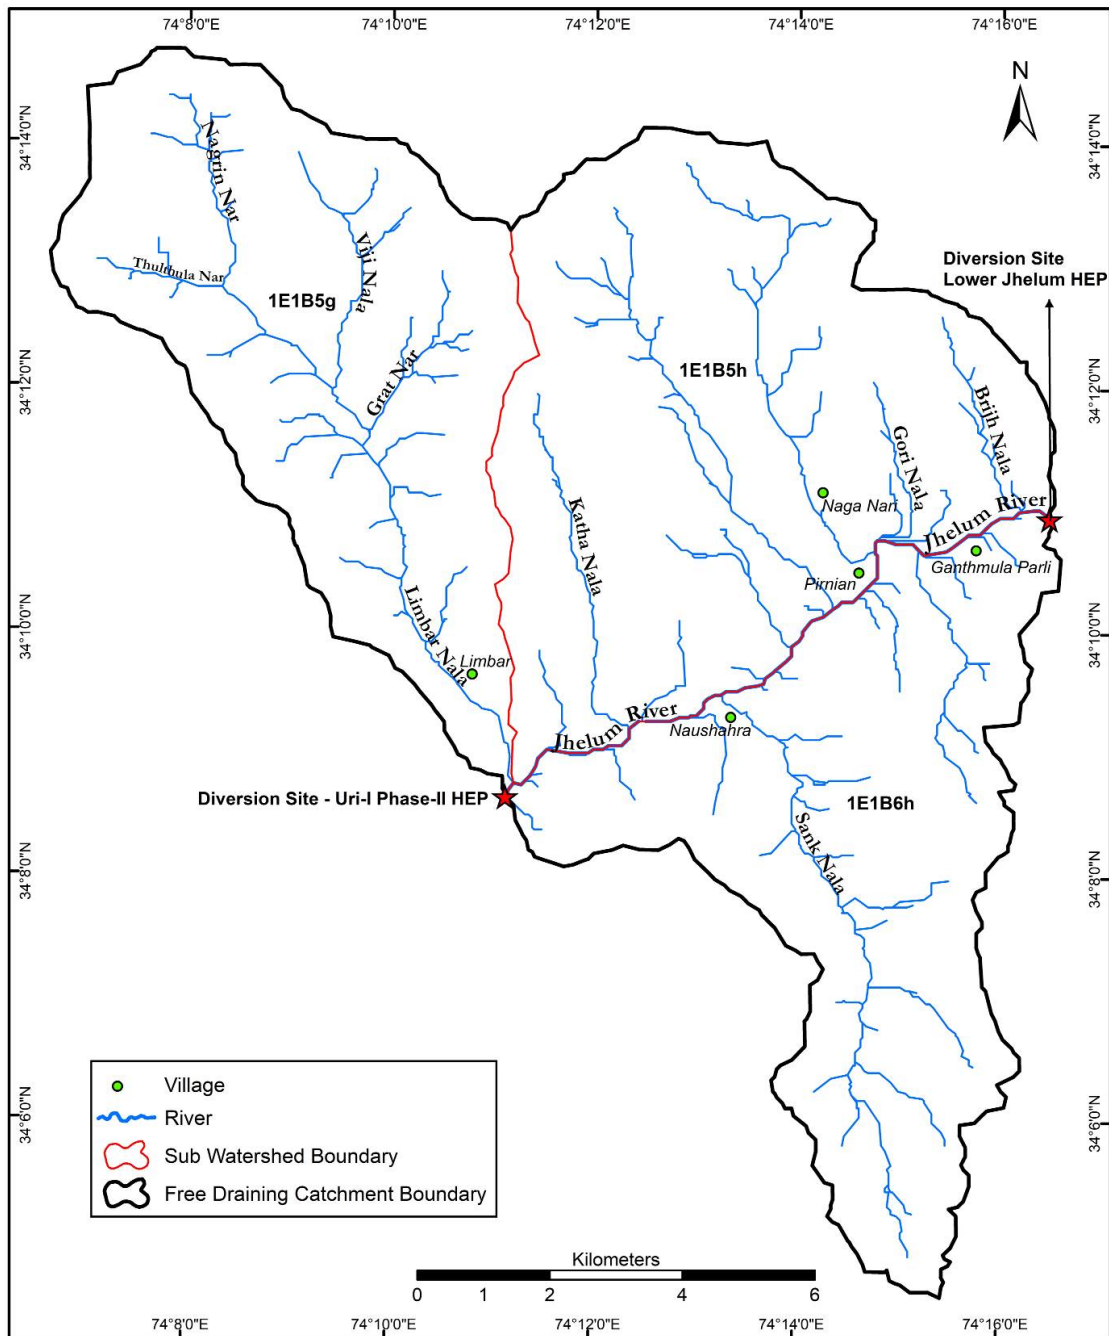 74°8'0"E
74°10'0"E
74°12'0"E
74°14'0"E
74°16'0"E
N
34°14'0"N
34°14'0"N
Nagrin Nar
Viji Nala
Thulthula Nar
1E1B5g
Diversion Site
Lower Jhelum HEP
Grat Nar
1E1B5h
34°12'0"N
34°12'0"N
Brijh Nala
Gori Nala
Katha Nala
Naga Nari
Jhelum River
Ganthmula Parli
Pirnian
34°10'0"N
34°10'0"N
Limbar Nala
Limbar
Jhelum River
Naushahra
Diversion Site - Uri-I Phase-II HEP
1E1B6h
Sank Nala
34°8'0"N
34°8'0"N
Village
River
Sub Watershed Boundary
Free Draining Catchment Boundary
34°6'0"N
34°6'0"N
Kilometers
0 1 2 4 6
74°8'0"E
74°10'0"E
74°12'0"E
74°14'0"E
74°16'0"E